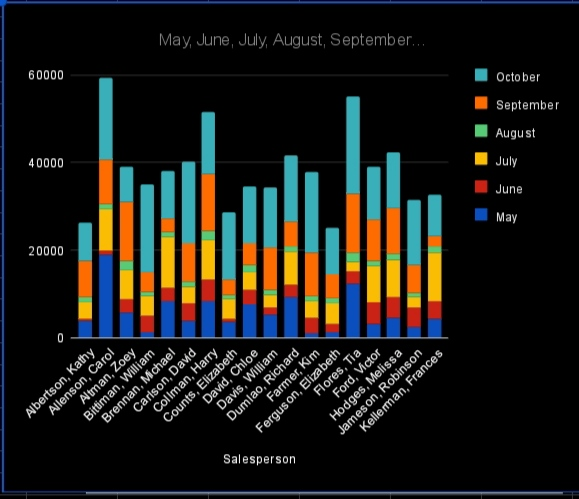 May, June, July, August, September...
60000
40000
20000
0
October
September
August
July
June
May
Albertson, Kathy
Allenson, Carol
Altman, Zoey
Bittiman, William
Brennan, Michael
Carlson, David
Collman, Harry
Counts, Elizabeth
David, Chloe
Davis, William
Dumlao, Richard
Farmer, Kim
Ferguson, Elizabeth
Flores, Tia
Ford, Victor
Hodges, Melissa
Jameson, Robinson
Kellerman, Frances
Salesperson